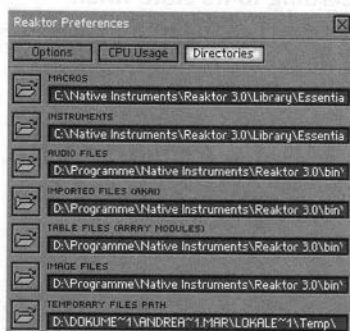 Reaktor Preferences
Options CPU Usage Directories
MACROS
C:\Native Instruments\Reaktor 3.0\Library\Essentia
INSTRUMENTS
C:\Native Instruments\Reaktor 3.0\Library\Essentia
AUDIO FILES
D:\Programme\Native Instruments\Reaktor 3.0\bin\
IMPORTED FILES (AKAI)
D:\Programme\Native Instruments\Reaktor 3.0\bin\
TABLE FILES (ARRAY MODULES)
D:\Programme\Native Instruments\Reaktor 3.0\bin\
IMAGE FILES
D:\Programme\Native Instruments\Reaktor 3.0\bin\
TEMPORARY FILES PATH
D:\DOKUME~1\ANDREA~1.MAR\LOKALE~1\Temp\